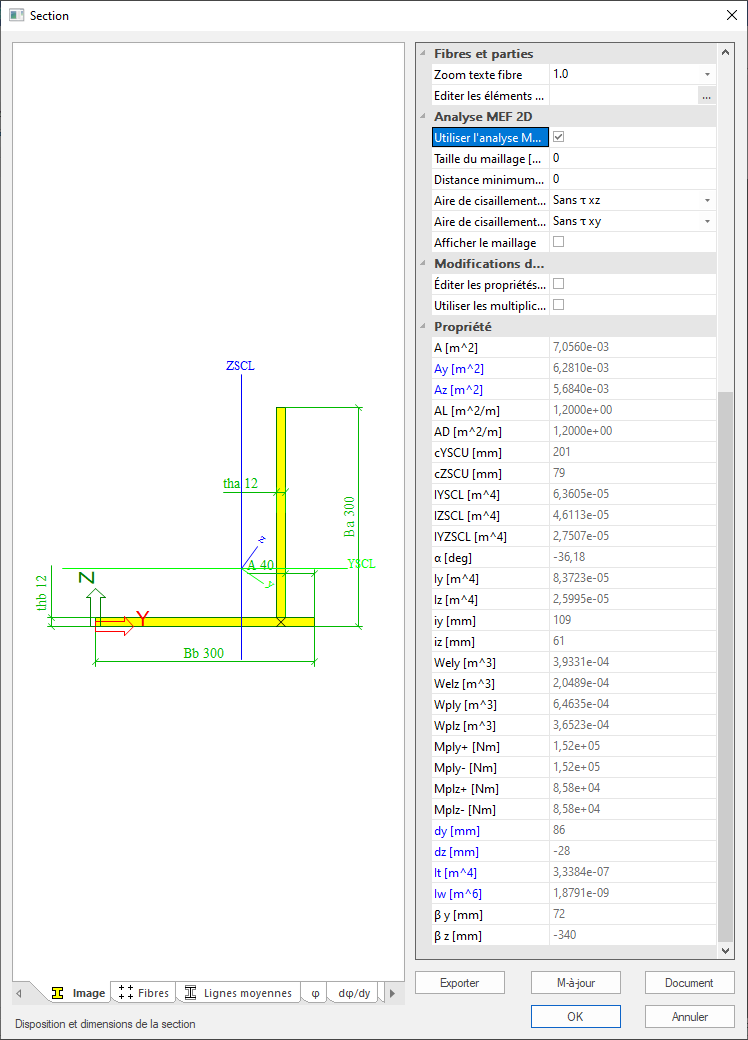 Section
ZSCL
tha 12
Ba 300
A 40
YSCL
z
y
thb 12
Z
Y
Bb 300
Image
Fibres
Lignes moyennes
φ
dφ/dy
Disposition et dimensions de la section
Fibres et parties
Zoom texte fibre 1.0
Editer les éléments ... ...
Analyse MEF 2D
Utiliser l'analyse M...
Taille du maillage [... 0
Distance minimum... 0
Aire de cisaillement... Sans τ xz
Aire de cisaillement... Sans τ xy
Afficher le maillage
Modifications d...
Éditer les propriétés...
Utiliser les multiplic...
Propriété
A [m^2] 7,0560e-03
Ay [m^2] 6,2810e-03
Az [m^2] 5,6840e-03
AL [m^2/m] 1,2000e+00
AD [m^2/m] 1,2000e+00
cYSCU [mm] 201
cZSCU [mm] 79
IYSCL [m^4] 6,3605e-05
IZSCL [m^4] 4,6113e-05
IYZSCL [m^4] 2,7507e-05
α [deg] -36,18
Iy [m^4] 8,3723e-05
Iz [m^4] 2,5995e-05
iy [mm] 109
iz [mm] 61
Wely [m^3] 3,9331e-04
Welz [m^3] 2,0489e-04
Wply [m^3] 6,4635e-04
Wplz [m^3] 3,6523e-04
Mply+ [Nm] 1,52e+05
Mply- [Nm] 1,52e+05
Mplz+ [Nm] 8,58e+04
Mplz- [Nm] 8,58e+04
dy [mm] 86
dz [mm] -28
It [m^4] 3,3384e-07
Iw [m^6] 1,8791e-09
β y [mm] 72
β z [mm] -340
Exporter
M-à-jour
Document
OK
Annuler